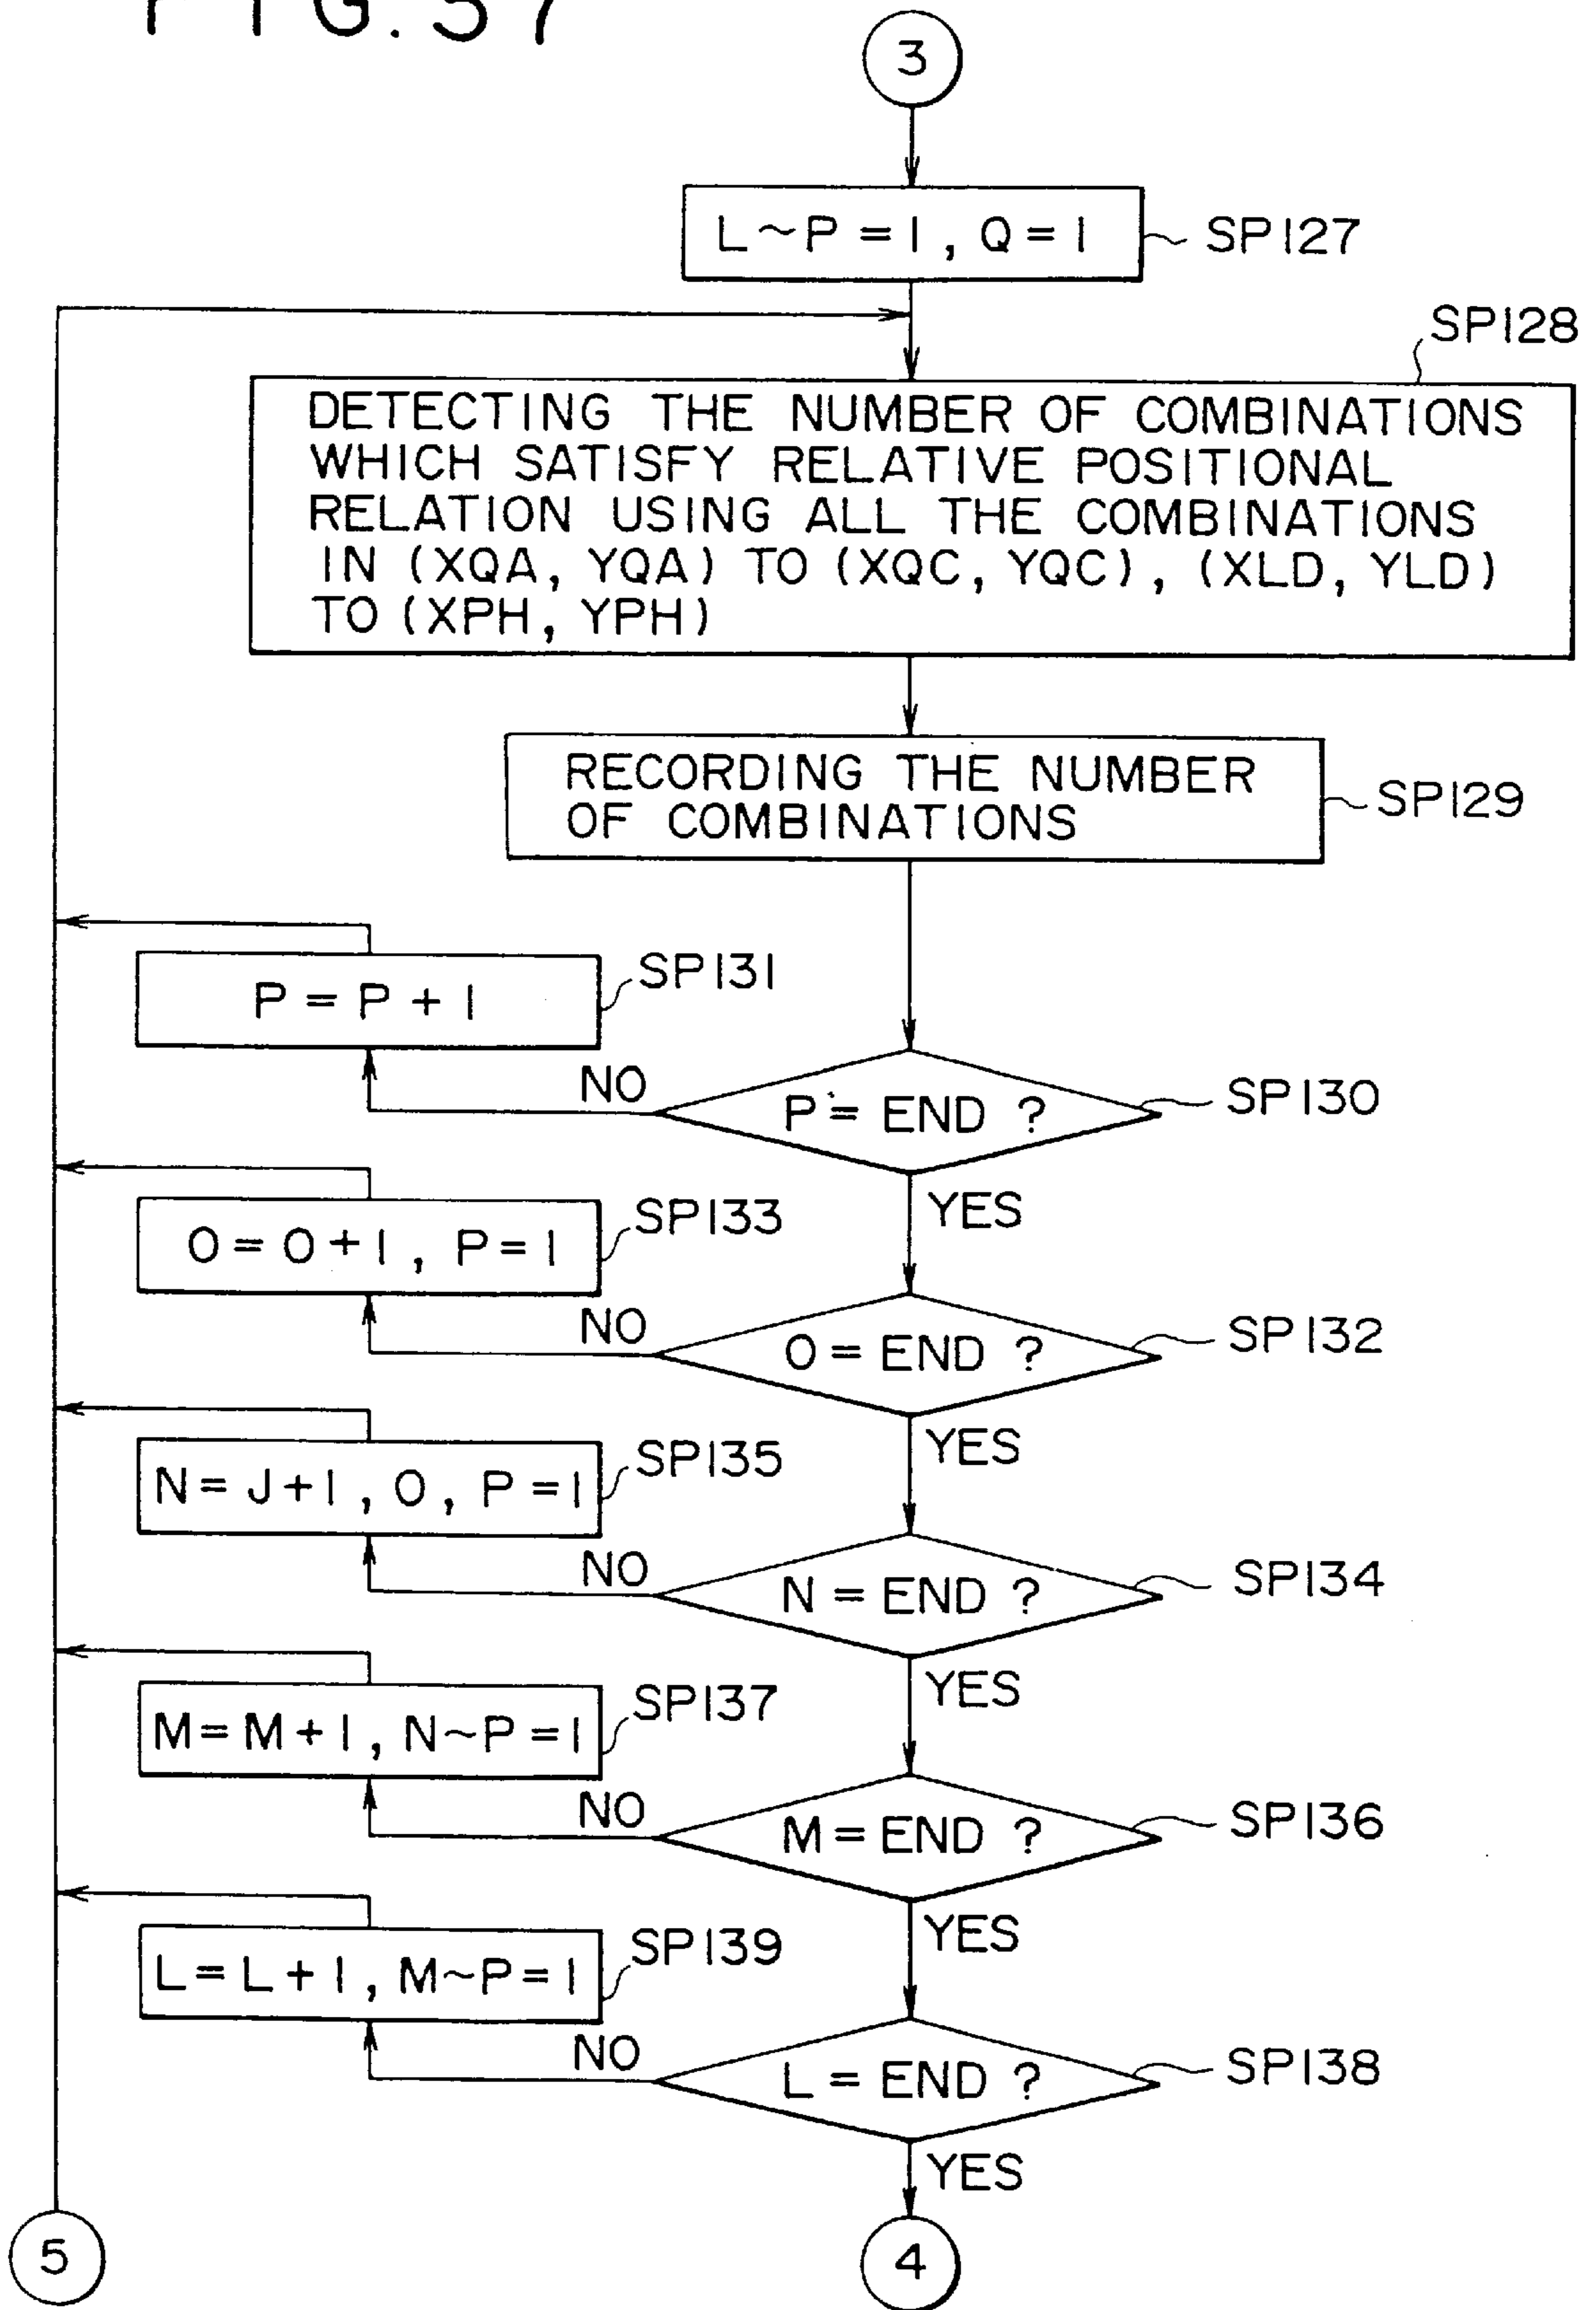 FIG. 37
3
L~P=1, Q=1
SP127
SP128
DETECTING THE NUMBER OF COMBINATIONS
WHICH SATISFY RELATIVE POSITIONAL
RELATION USING ALL THE COMBINATIONS
IN (XQA, YQA) TO (XQC, YQC), (XLD, YLD)
TO (XPH, YPH)
RECORDING THE NUMBER
OF COMBINATIONS
SP129
P = P + 1
SP131
NO
P = END ?
SP130
YES
O = O + 1, P = 1
SP133
NO
O = END ?
SP132
YES
N = J + 1, O, P = 1
SP135
NO
N = END ?
SP134
YES
M = M + 1, N~P = 1
SP137
NO
M = END ?
SP136
YES
L = L + 1, M~P = 1
SP139
NO
L = END ?
SP138
YES
5
4